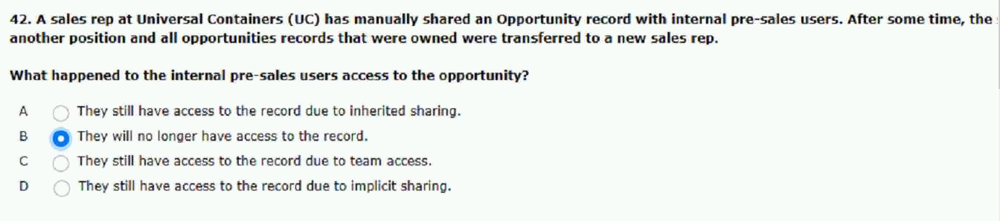 42. A sales rep at Universal Containers (UC) has manually shared an Opportunity record with internal pre-sales users. After some time, the
another position and all opportunities records that were owned were transferred to a new sales rep.
What happened to the internal pre-sales users access to the opportunity?
A They still have access to the record due to inherited sharing.
B They will no longer have access to the record.
C They still have access to the record due to team access.
D They still have access to the record due to implicit sharing.